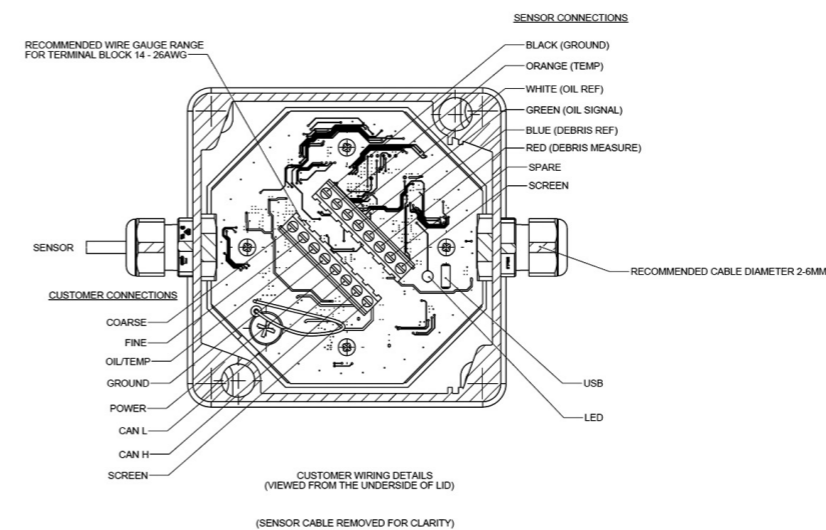 SENSOR CONNECTIONS
RECOMMENDED WIRE GAUGE RANGE
FOR TERMINAL BLOCK 14 - 26AWG
BLACK (GROUND)
ORANGE (TEMP)
WHITE (OIL REF)
GREEN (OIL SIGNAL)
BLUE (DEBRIS REF)
RED (DEBRIS MEASURE)
SPARE
SCREEN
SENSOR
RECOMMENDED CABLE DIAMETER 2-6MM
CUSTOMER CONNECTIONS
COARSE
FINE
OIL/TEMP
GROUND
POWER
CAN L
CAN H
SCREEN
USB
LED
CUSTOMER WIRING DETAILS
(VIEWED FROM THE UNDERSIDE OF LID)
(SENSOR CABLE REMOVED FOR CLARITY)